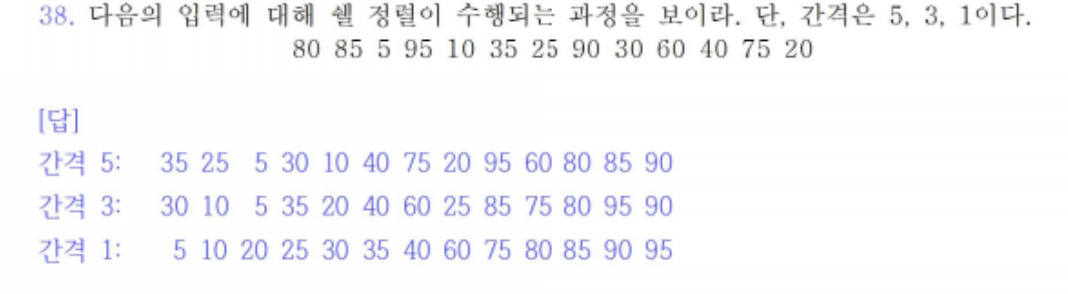 38. 다음의 입력에 대해 쉘 정렬이 수행되는 과정을 보이라. 단, 간격은 5, 3, 1이다.
80 85 5 95 10 35 25 90 30 60 40 75 20
[답]
간격 5: 35 25 5 30 10 40 75 20 95 60 80 85 90
간격 3: 30 10 5 35 20 40 60 25 85 75 80 95 90
간격 1: 5 10 20 25 30 35 40 60 75 80 85 90 95